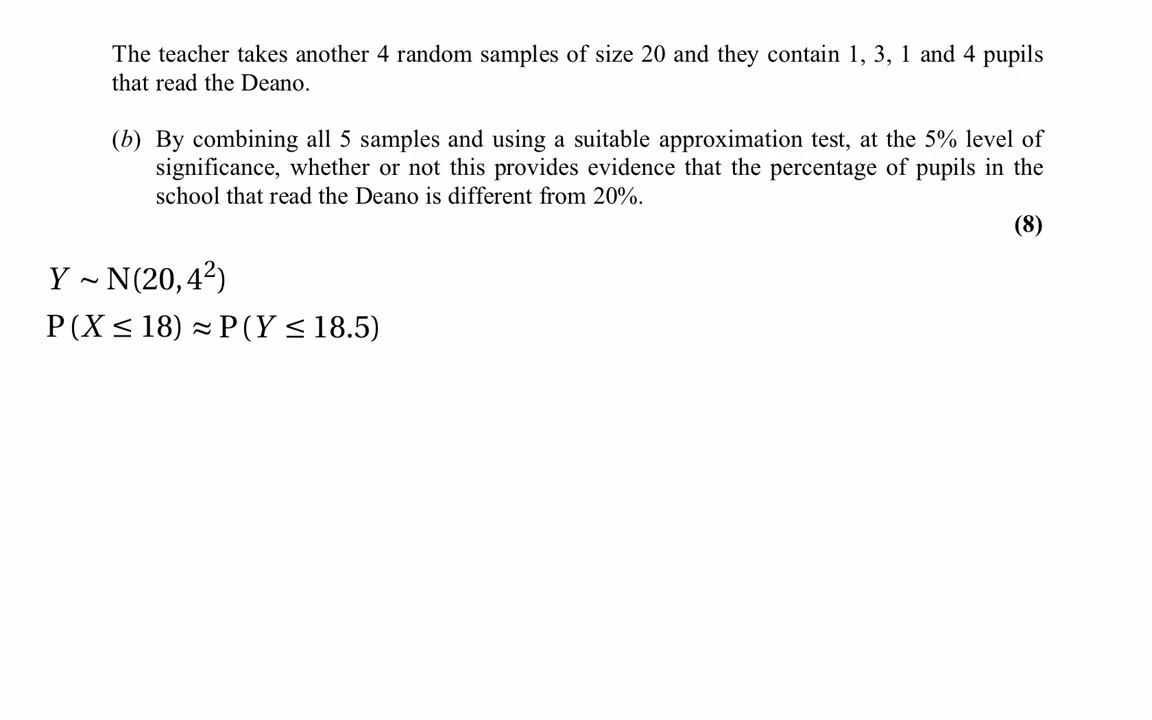 The teacher takes another 4 random samples of size 20 and they contain 1, 3, 1 and 4 pupils
that read the Deano.
(b) By combining all 5 samples and using a suitable approximation test, at the 5% level of
significance, whether or not this provides evidence that the percentage of pupils in the
school that read the Deano is different from 20%.
(8)
Y ~ N(20, 4²)
P(X ≤ 18) ≈ P(Y ≤ 18.5)